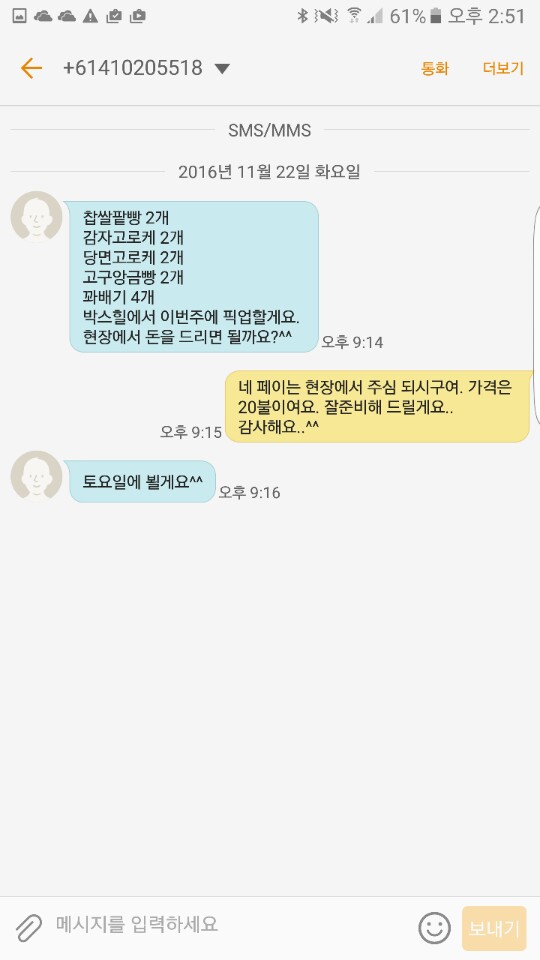 61% 오후 2:51
+61410205518
통화
더보기
SMS/MMS
2016년 11월 22일 화요일
찹쌀팥빵 2개
감자고로케 2개
당면고로케 2개
고구앙금빵 2개
꽈배기 4개
박스힐에서 이번주에 픽업할게요.
현장에서 돈을 드리면 될까요?^^
오후 9:14
네 페이는 현장에서 주심 되시구여. 가격은
20불이여요. 잘준비해 드릴게요..
감사해요..^^
오후 9:15
토요일에 뵐게요^^
오후 9:16
메시지를 입력하세요
보내기